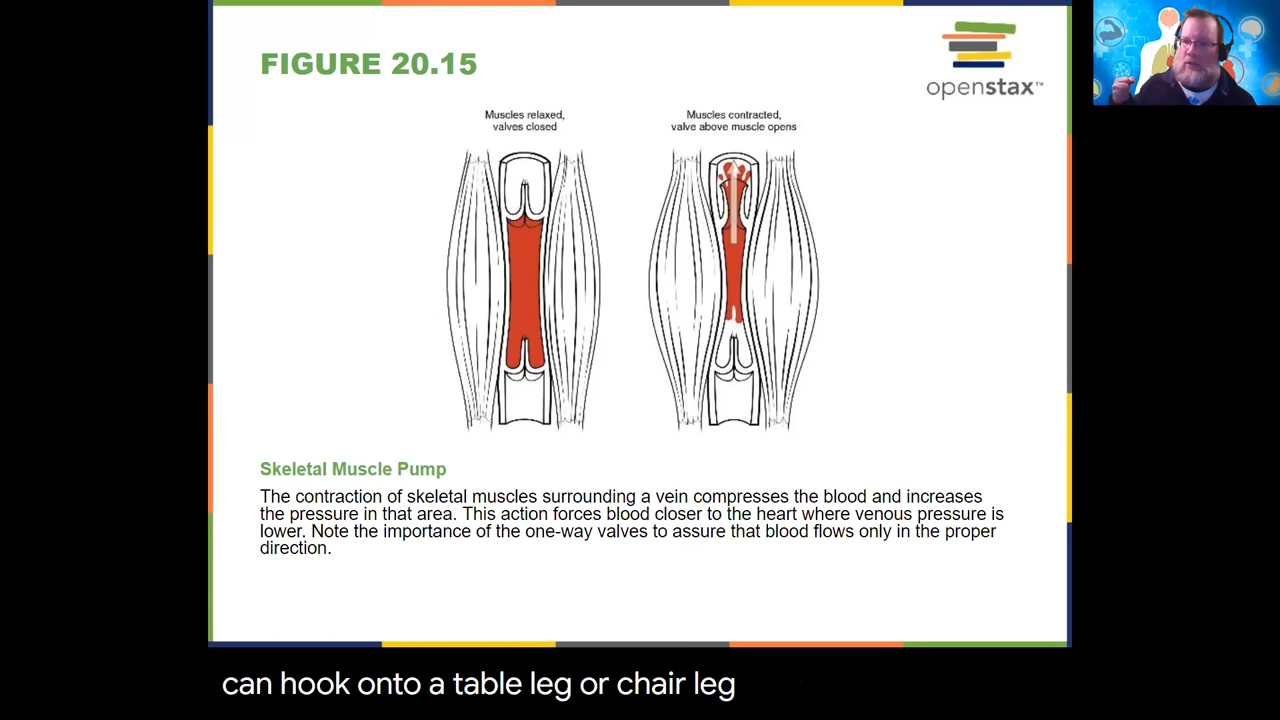 FIGURE 20.15
openstax™
Muscles relaxed,
valves closed
Muscles contracted,
valve above muscle opens
Skeletal Muscle Pump
The contraction of skeletal muscles surrounding a vein compresses the blood and increases
the pressure in that area. This action forces blood closer to the heart where venous pressure is
lower. Note the importance of the one-way valves to assure that blood flows only in the proper
direction.
can hook onto a table leg or chair leg